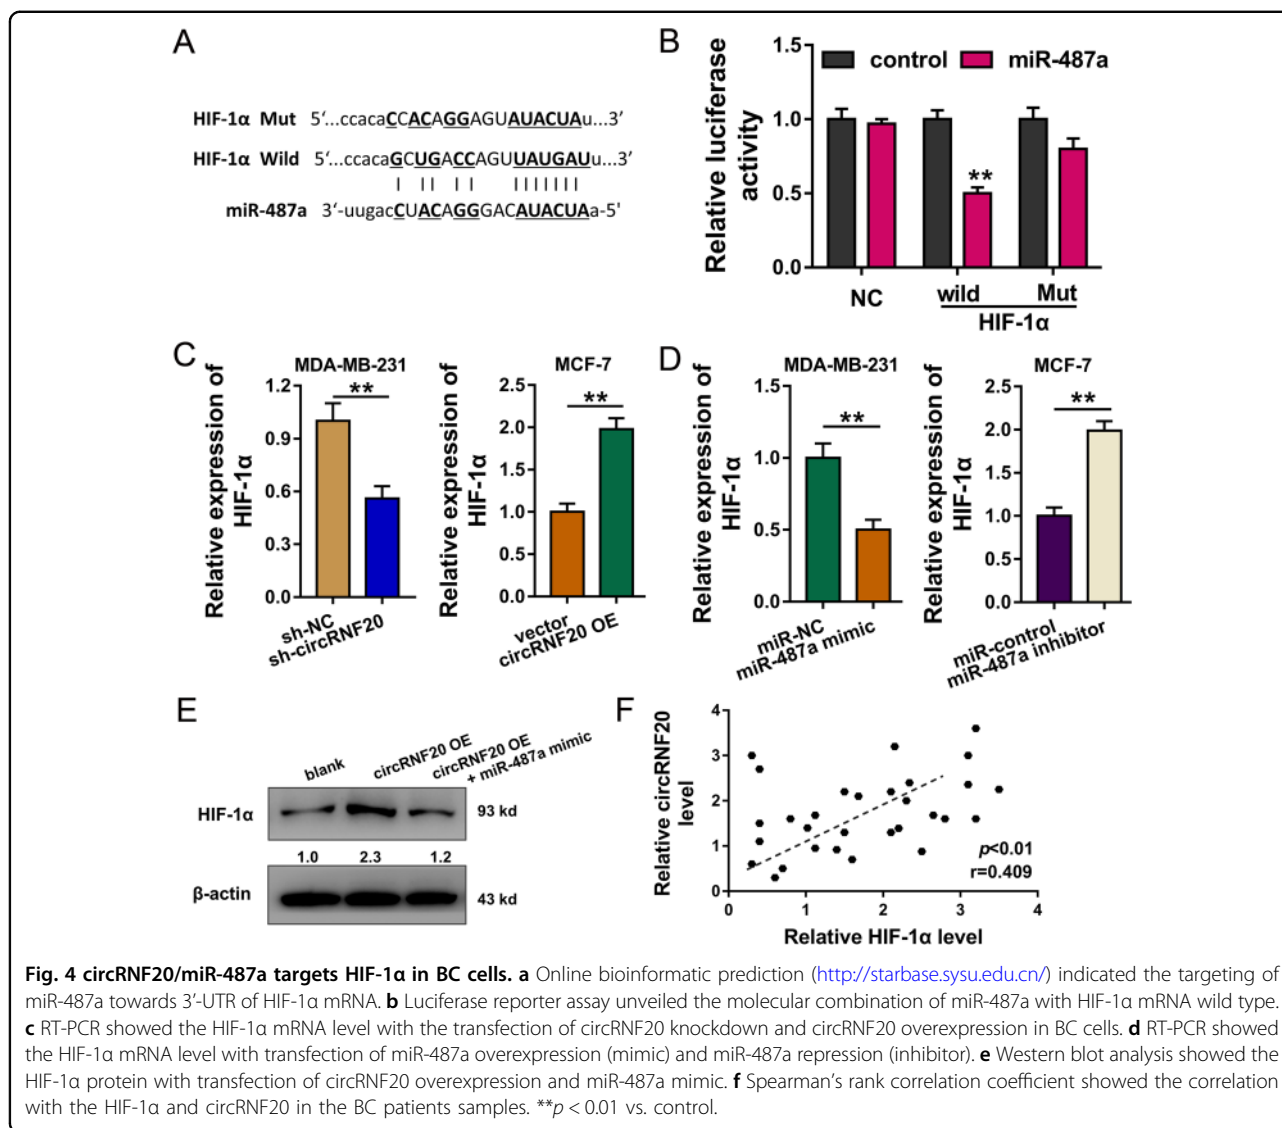 A
HIF-1α Mut 5‘...ccacaCCACAGGAGUAUACUAu...3’
HIF-1α Wild 5‘...ccacaGCUGACCAGUUAUGAUu...3’
miR-487a 3‘-uugacCUACAGGGACAUACUAa-5'
B
Relative luciferase
activity
1.5
1.0
0.5
0.0
control
miR-487a
**
NC
wild
Mut
HIF-1α
C
MDA-MB-231
Relative expression of
HIF-1α
1.2
0.9
0.6
0.3
0.0
**
sh-NC
sh-circRNF20
MCF-7
Relative expression of
HIF-1α
2.5
2.0
1.5
1.0
0.5
0.0
**
vector
circRNF20 OE
D
MDA-MB-231
Relative expression of
HIF-1α
1.5
1.0
0.5
0.0
**
miR-NC
miR-487a mimic
MCF-7
Relative expression of
HIF-1α
2.5
2.0
1.5
1.0
0.5
0.0
**
miR-control
miR-487a inhibitor
E
blank
circRNF20 OE
circRNF20 OE
+ miR-487a mimic
HIF-1α
93 kd
1.0 2.3 1.2
β-actin
43 kd
F
Relative circRNF20
level
4
3
2
1
0
p<0.01
r=0.409
0 1 2 3 4
Relative HIF-1α level
Fig. 4 circRNF20/miR-487a targets HIF-1α in BC cells. a Online bioinformatic prediction (http://starbase.sysu.edu.cn/) indicated the targeting of
miR-487a towards 3′-UTR of HIF-1α mRNA. b Luciferase reporter assay unveiled the molecular combination of miR-487a with HIF-1α mRNA wild type.
c RT-PCR showed the HIF-1α mRNA level with the transfection of circRNF20 knockdown and circRNF20 overexpression in BC cells. d RT-PCR showed
the HIF-1α mRNA level with transfection of miR-487a overexpression (mimic) and miR-487a repression (inhibitor). e Western blot analysis showed the
HIF-1α protein with transfection of circRNF20 overexpression and miR-487a mimic. f Spearman's rank correlation coefficient showed the correlation
with the HIF-1α and circRNF20 in the BC patients samples. **p < 0.01 vs. control.